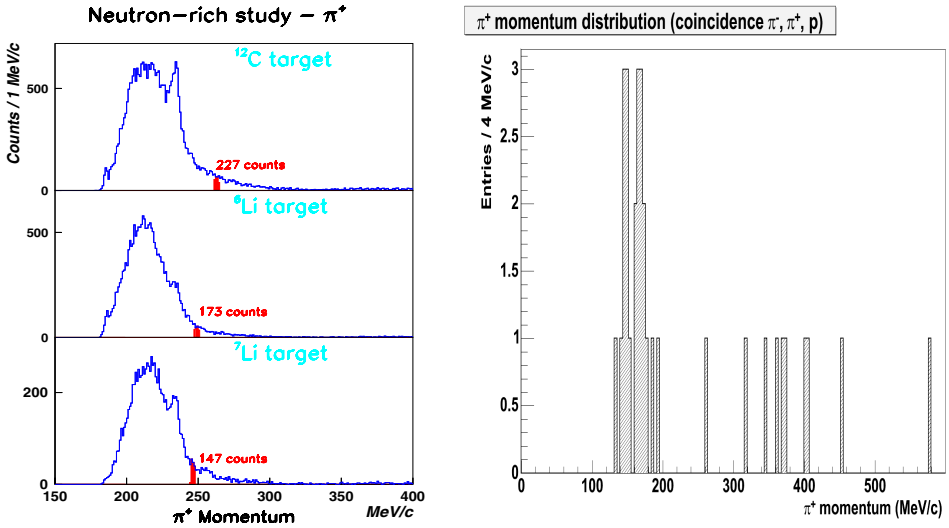 Neutron-rich study - π⁺
Counts / 1 MeV/c
¹²C target
500
227 counts
0
⁶Li target
500
173 counts
0
⁷Li target
200
147 counts
0
150 200 250 300 350 400
π⁺ Momentum MeV/c
π⁺ momentum distribution (coincidence π⁻, π⁺, p)
Entries / 4 MeV/c
3
2.5
2
1.5
1
0.5
0
0 100 200 300 400 500
π⁺ momentum (MeV/c)